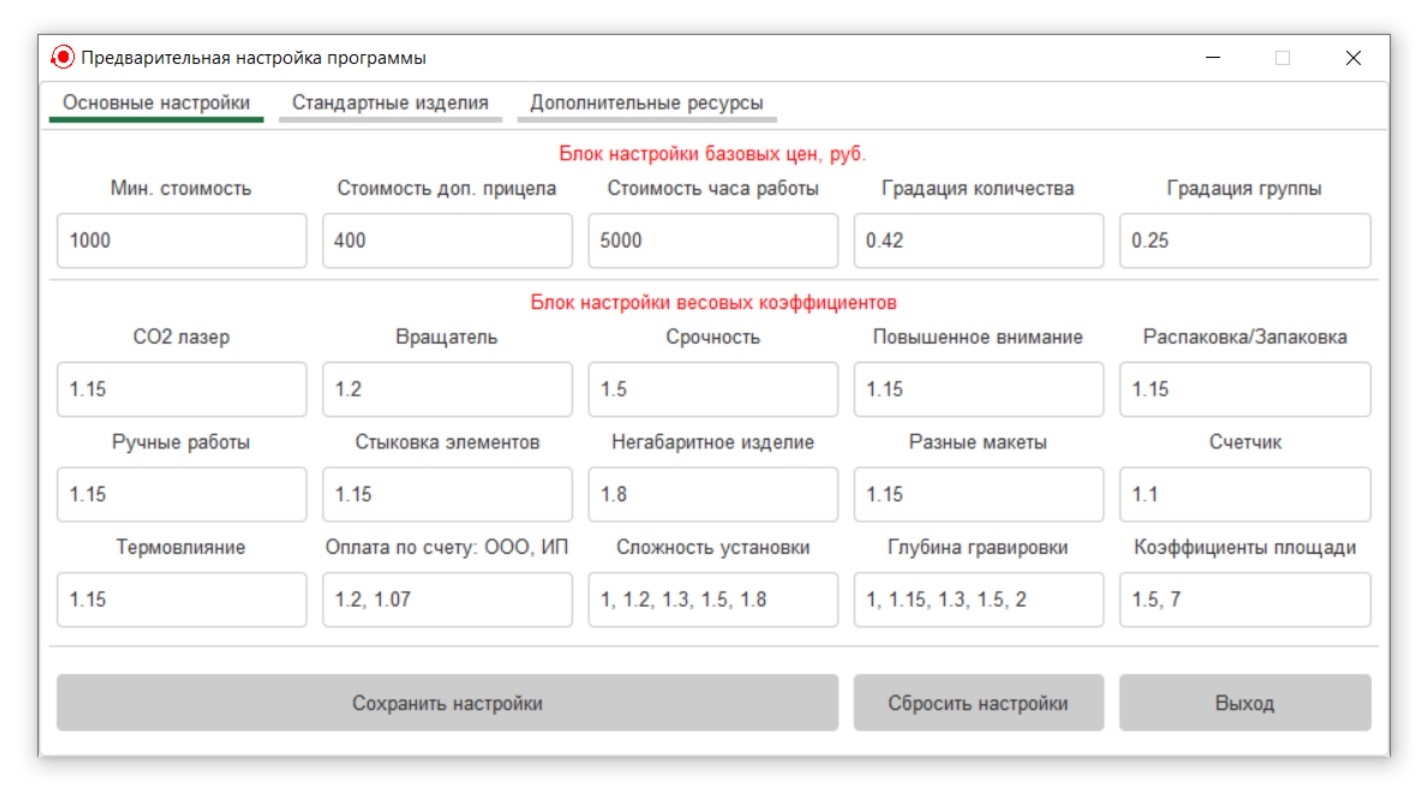 Предварительная настройка программы
Основные настройки Стандартные изделия Дополнительные ресурсы
Блок настройки базовых цен, руб.
Мин. стоимость Стоимость доп. прицела Стоимость часа работы Градация количества Градация группы
1000 400 5000 0.42 0.25
Блок настройки весовых коэффициентов
СО2 лазер Вращатель Срочность Повышенное внимание Распаковка/Запаковка
1.15 1.2 1.5 1.15 1.15
Ручные работы Стыковка элементов Негабаритное изделие Разные макеты Счетчик
1.15 1.15 1.8 1.15 1.1
Термовлияние Оплата по счету: ООО, ИП Сложность установки Глубина гравировки Коэффициенты площади
1.15 1.2, 1.07 1, 1.2, 1.3, 1.5, 1.8 1, 1.15, 1.3, 1.5, 2 1.5, 7
Сохранить настройки Сбросить настройки Выход